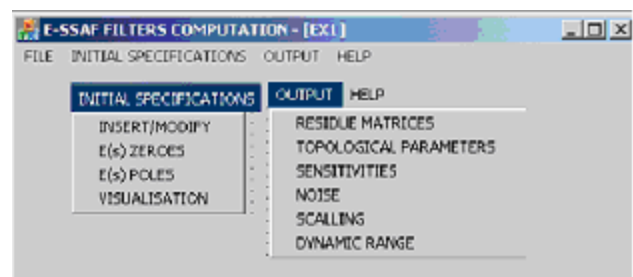 E-SSAF FILTERS COMPUTATION - [EX1]
FILE INITIAL SPECIFICATIONS OUTPUT HELP
INITIAL SPECIFICATIONS
INSERT/MODIFY
E(s) ZEROES
E(s) POLES
VISUALISATION
OUTPUT HELP
RESIDUE MATRICES
TOPOLOGICAL PARAMETERS
SENSITIVITIES
NOISE
SCALLING
DYNAMIC RANGE